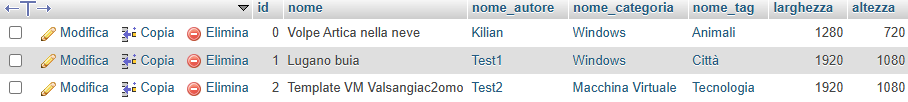 id nome nome_autore nome_categoria nome_tag larghezza altezza
Modifica Copia Elimina 0 Volpe Artica nella neve Kilian Windows Animali 1280 720
Modifica Copia Elimina 1 Lugano buia Test1 Windows Città 1920 1080
Modifica Copia Elimina 2 Template VM Valsangiac2omo Test2 Macchina Virtuale Tecnologia 1920 1080